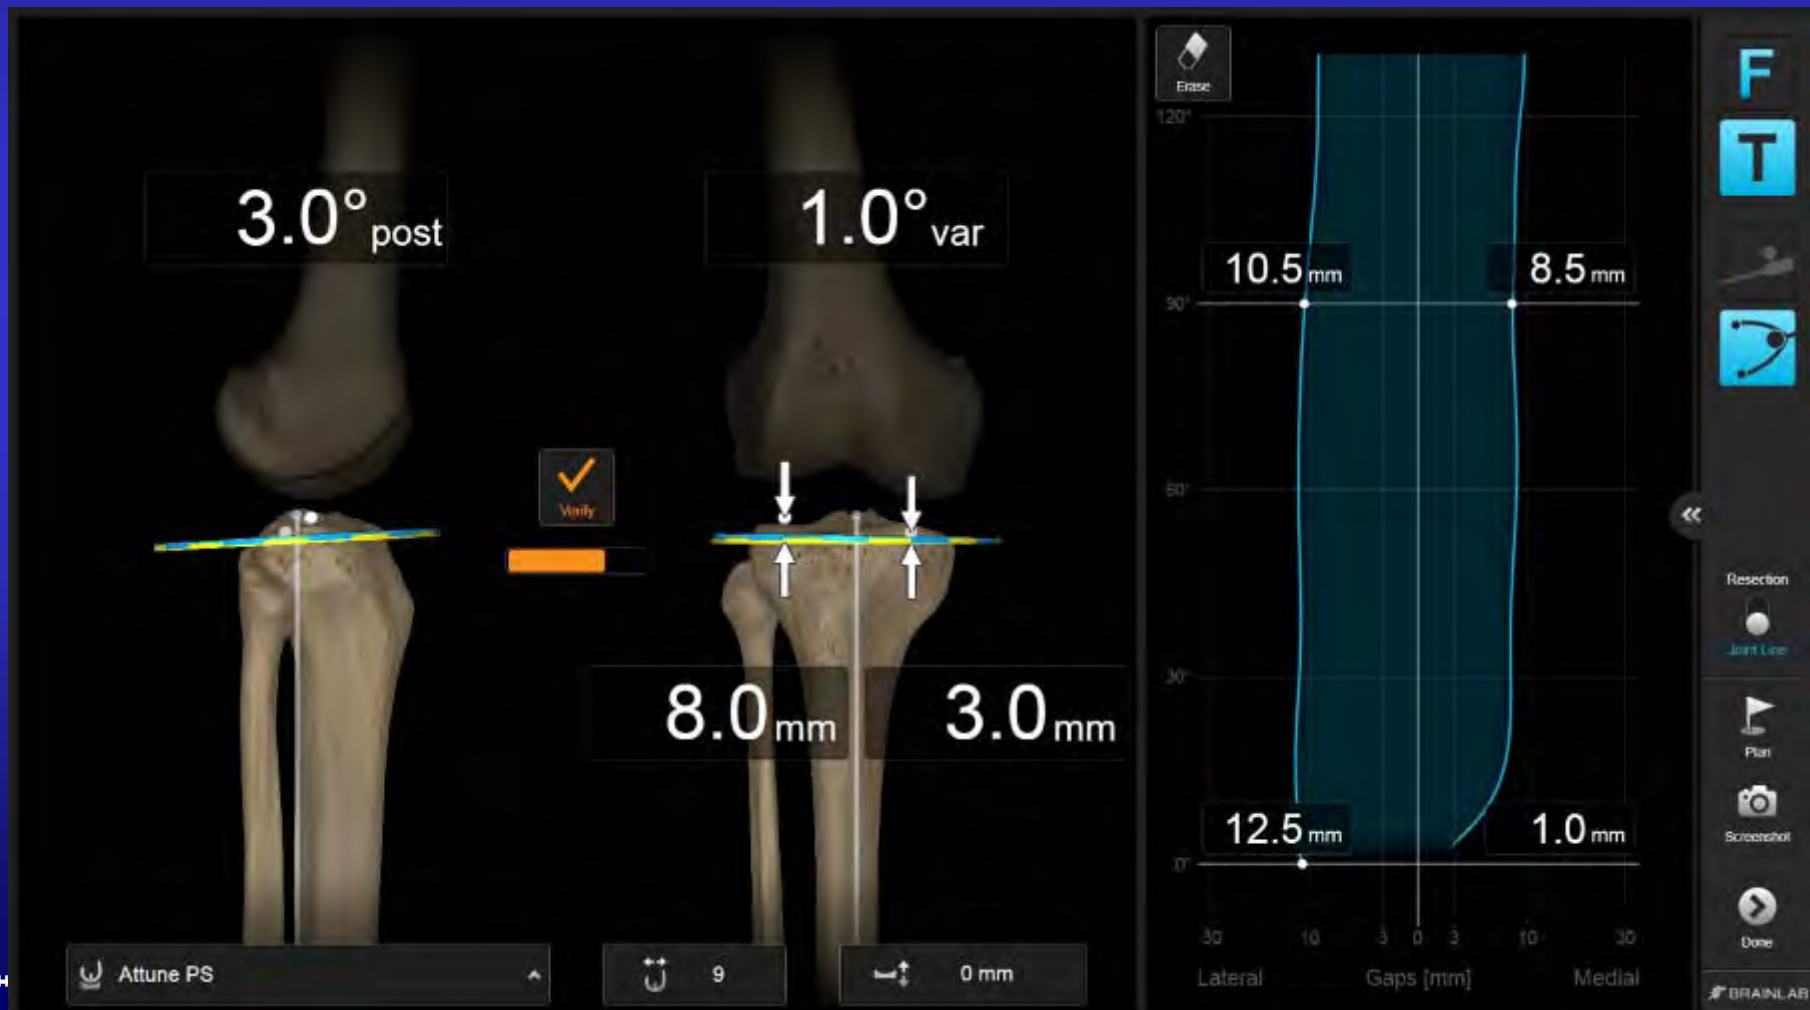 Erase
F
120°
T
3.0° post
1.0° var
10.5 mm
8.5 mm
90°
Verify
60°
Resection
Joint Line
30°
8.0 mm
3.0 mm
Plan
12.5 mm
1.0 mm
Screenshot
0°
30 10 3 0 3 10 30
Done
Attune PS
9
0 mm
Lateral Gaps [mm] Medial
BRAINLAB